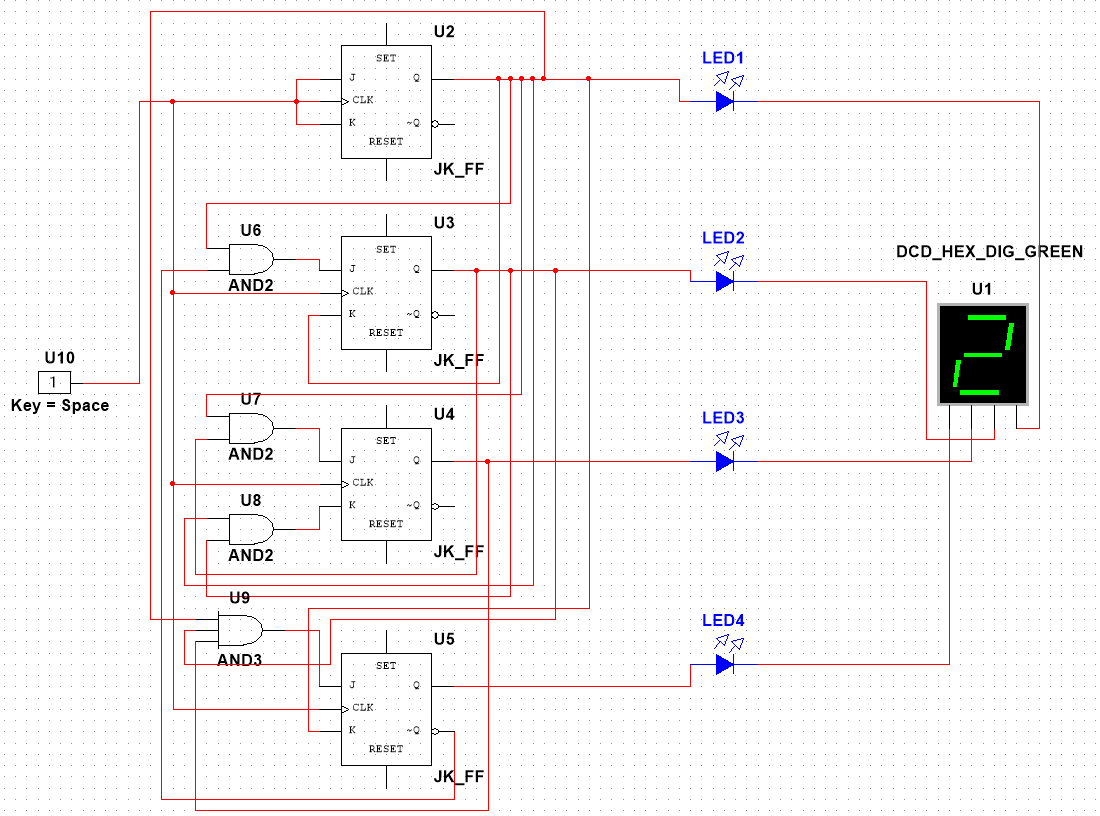 U2
SET
J Q
CLK
K ~Q
RESET
JK_FF
LED1
U3
SET
J Q
CLK
K ~Q
RESET
JK_FF
U6
AND2
LED2
DCD_HEX_DIG_GREEN
U1
2
U10
1
Key = Space
U7
AND2
U4
SET
J Q
CLK
K ~Q
RESET
JK_FF
LED3
U8
AND2
U9
AND3
U5
SET
J Q
CLK
K ~Q
RESET
JK_FF
LED4